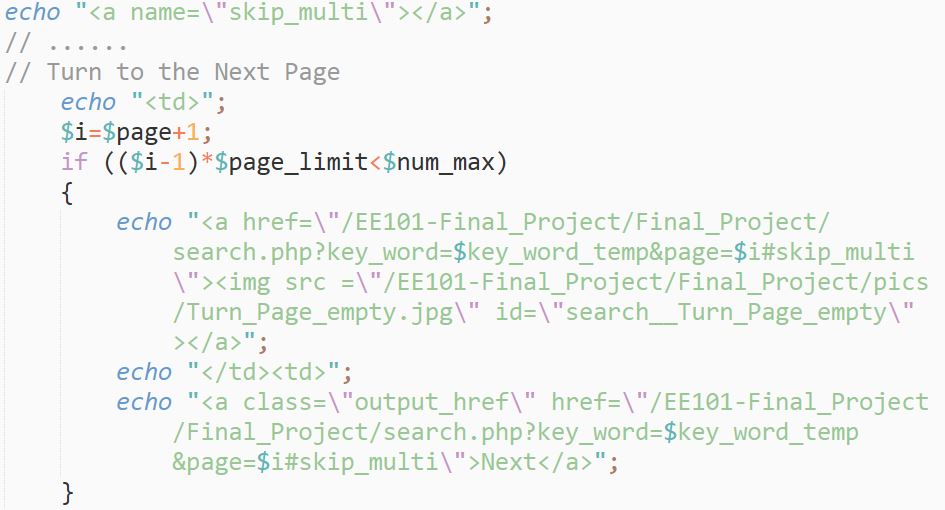 echo "<a name=\"skip_multi\"></a>";
// ......
// Turn to the Next Page
    echo "<td>";
    $i=$page+1;
    if (($i-1)*$page_limit<$num_max)
    {
        echo "<a href=\"/EE101-Final_Project/Final_Project/
            search.php?key_word=$key_word_temp&page=$i#skip_multi
            \"><img src =\"/EE101-Final_Project/Final_Project/pics
            /Turn_Page_empty.jpg\" id=\"search__Turn_Page_empty\"
            ></a>";
        echo "</td><td>";
        echo "<a class=\"output_href\" href=\"/EE101-Final_Project
            /Final_Project/search.php?key_word=$key_word_temp
            &page=$i#skip_multi\">Next</a>";
    }